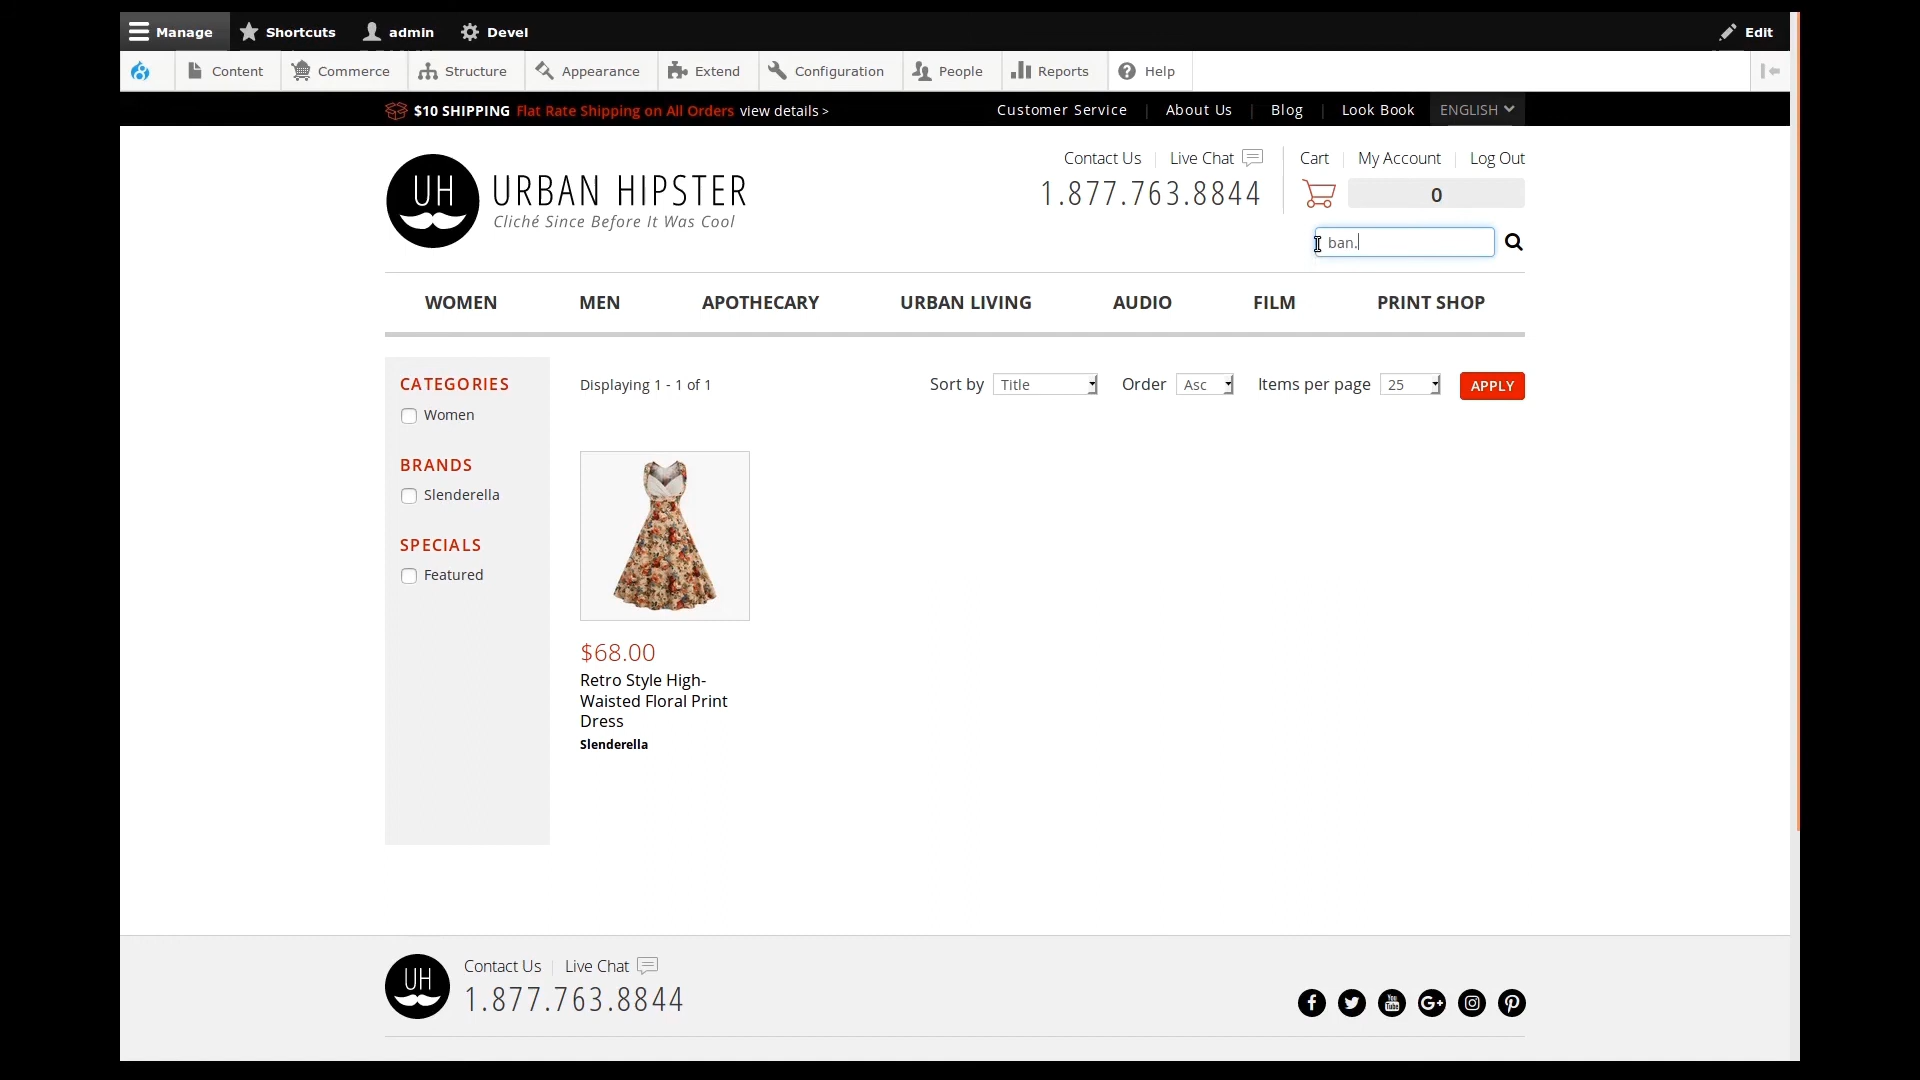 Manage Shortcuts admin Devel Edit
Content Commerce Structure Appearance Extend Configuration People Reports Help
$10 SHIPPING Flat Rate Shipping on All Orders view details > Customer Service About Us Blog Look Book ENGLISH
Contact Us Live Chat Cart My Account Log Out
UH URBAN HIPSTER 1.877.763.8844 0
Cliché Since Before It Was Cool
ban.
WOMEN MEN APOTHECARY URBAN LIVING AUDIO FILM PRINT SHOP
CATEGORIES Displaying 1 - 1 of 1 Sort by Title Order Asc Items per page 25 APPLY
Women
BRANDS
Slenderella
SPECIALS
Featured
$68.00
Retro Style High-
Waisted Floral Print
Dress
Slenderella
UH Contact Us Live Chat
1.877.763.8844 You Tube G+